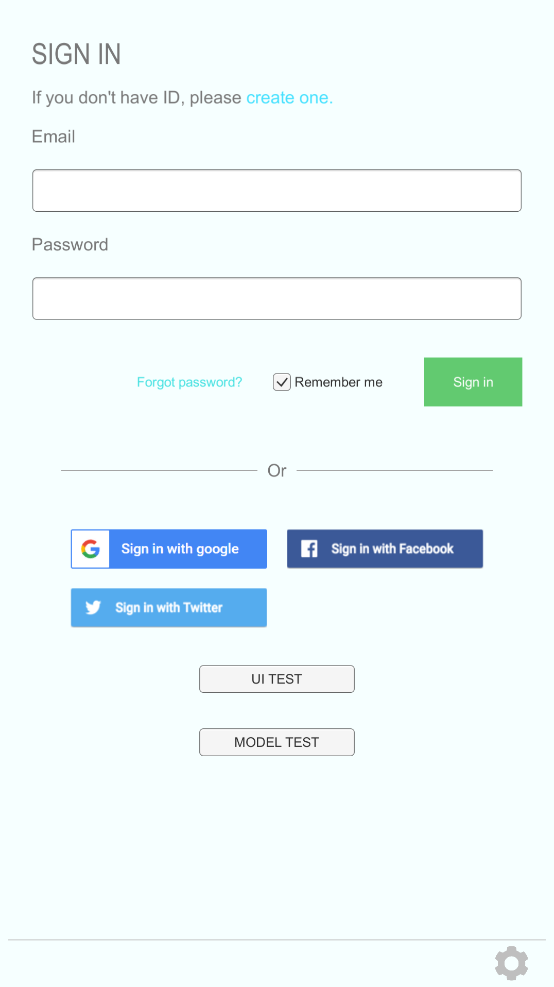 SIGN IN
If you don't have ID, please create one.
Email
Password
Forgot password? Remember me Sign in
Or
Sign in with google Sign in with Facebook
Sign in with Twitter
UI TEST
MODEL TEST